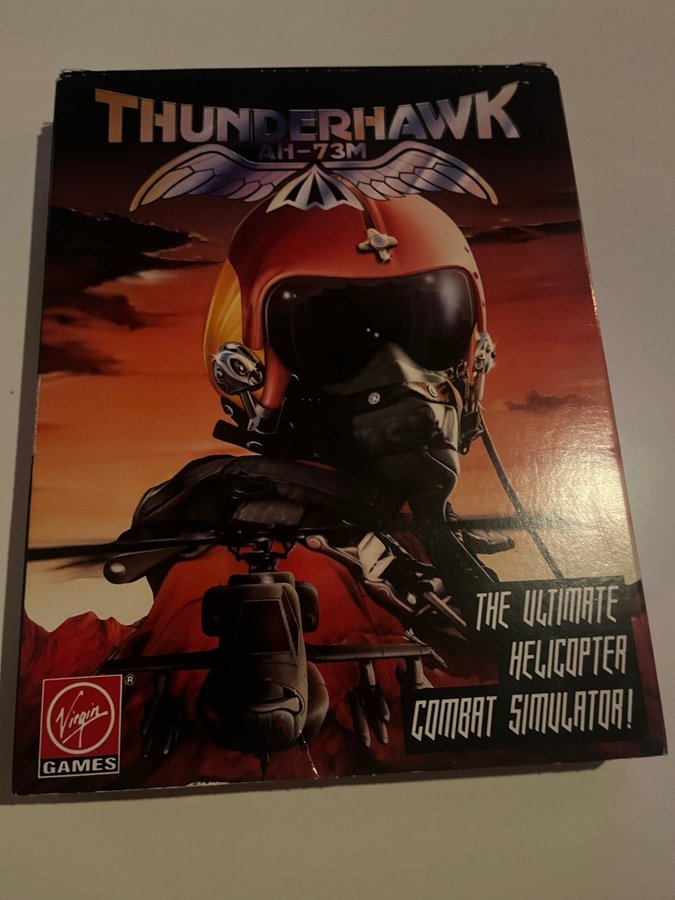 THUNDERHAWK
AH-73M
THE ULTIMATE
HELICOPTER
COMBAT SIMULATOR!
Virgin ®
GAMES